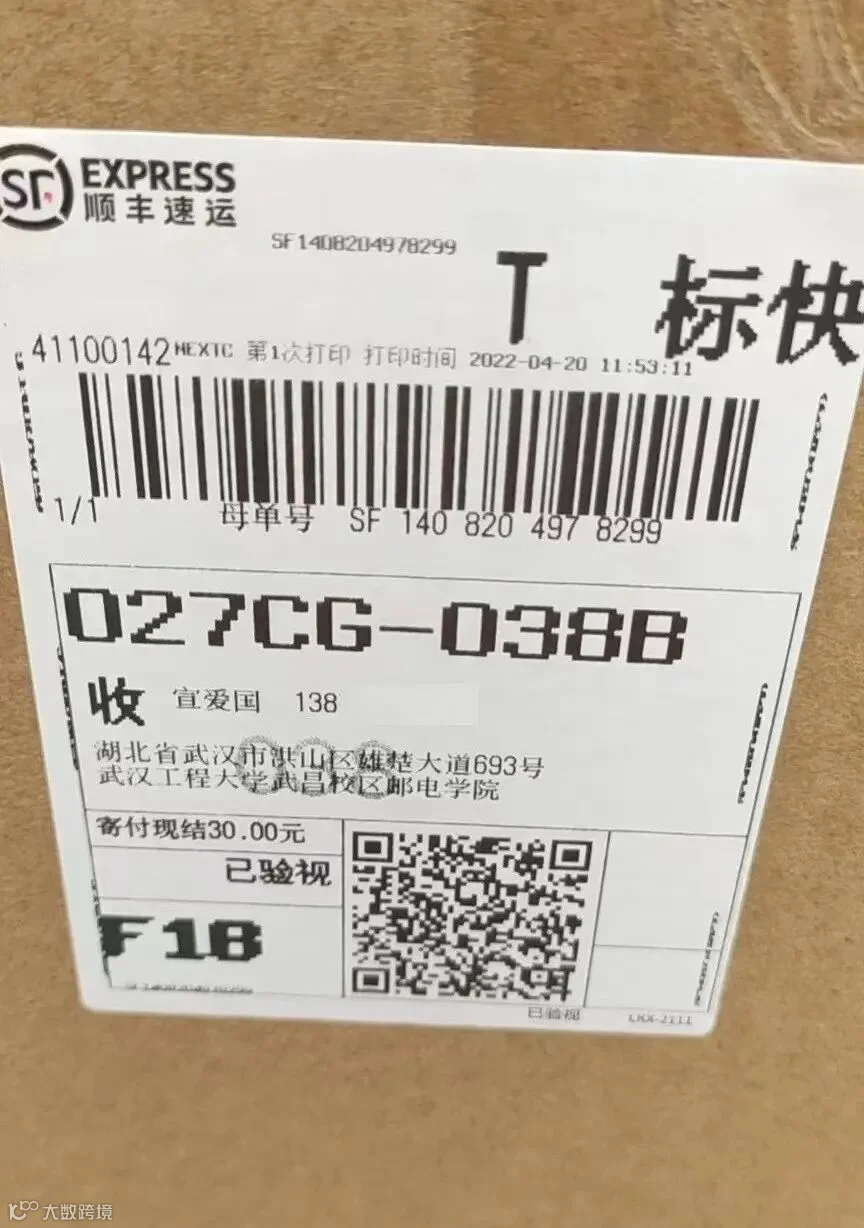 SF EXPRESS
顺丰速运
SF1408204978299
T 标快
41100142 NEXTC 第1次打印 打印时间 2022-04-20 11:53:11
1/1 母单号 SF 140 820 497 8299
027CG-038B
收 宣爱国 138
湖北省武汉市洪山区雄楚大道693号
武汉工程大学武昌校区邮电学院
寄付现结30.00元
已验视
F1B
已验视
大数跨境